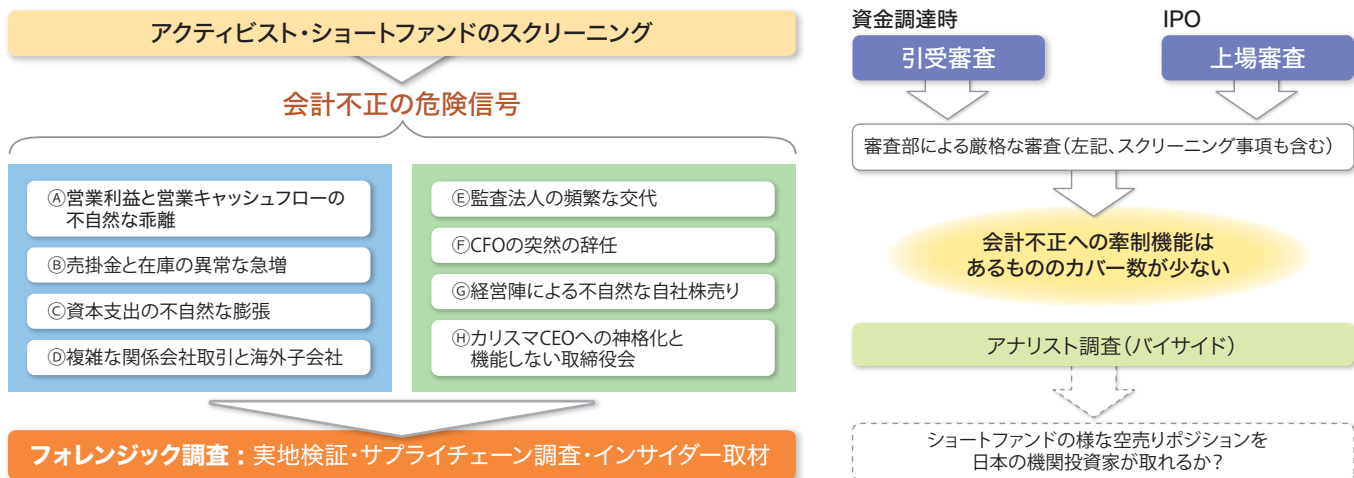 アクティビスト・ショートファンドのスクリーニング
会計不正の危険信号
Ⓐ営業利益と営業キャッシュフローの
不自然な乖離
Ⓑ売掛金と在庫の異常な急増
Ⓒ資本支出の不自然な膨張
Ⓓ複雑な関係会社取引と海外子会社
Ⓔ監査法人の頻繁な交代
ⒻCFOの突然の辞任
Ⓖ経営陣による不自然な自社株売り
ⒽカリスマCEOへの神格化と
機能しない取締役会
フォレンジック調査：実地検証・サプライチェーン調査・インサイダー取材
資金調達時
引受審査
IPO
上場審査
審査部による厳格な審査（左記、スクリーニング事項も含む）
会計不正への牽制機能は
あるもののカバー数が少ない
アナリスト調査（バイサイド）
ショートファンドの様な空売りポジションを
日本の機関投資家が取れるか？